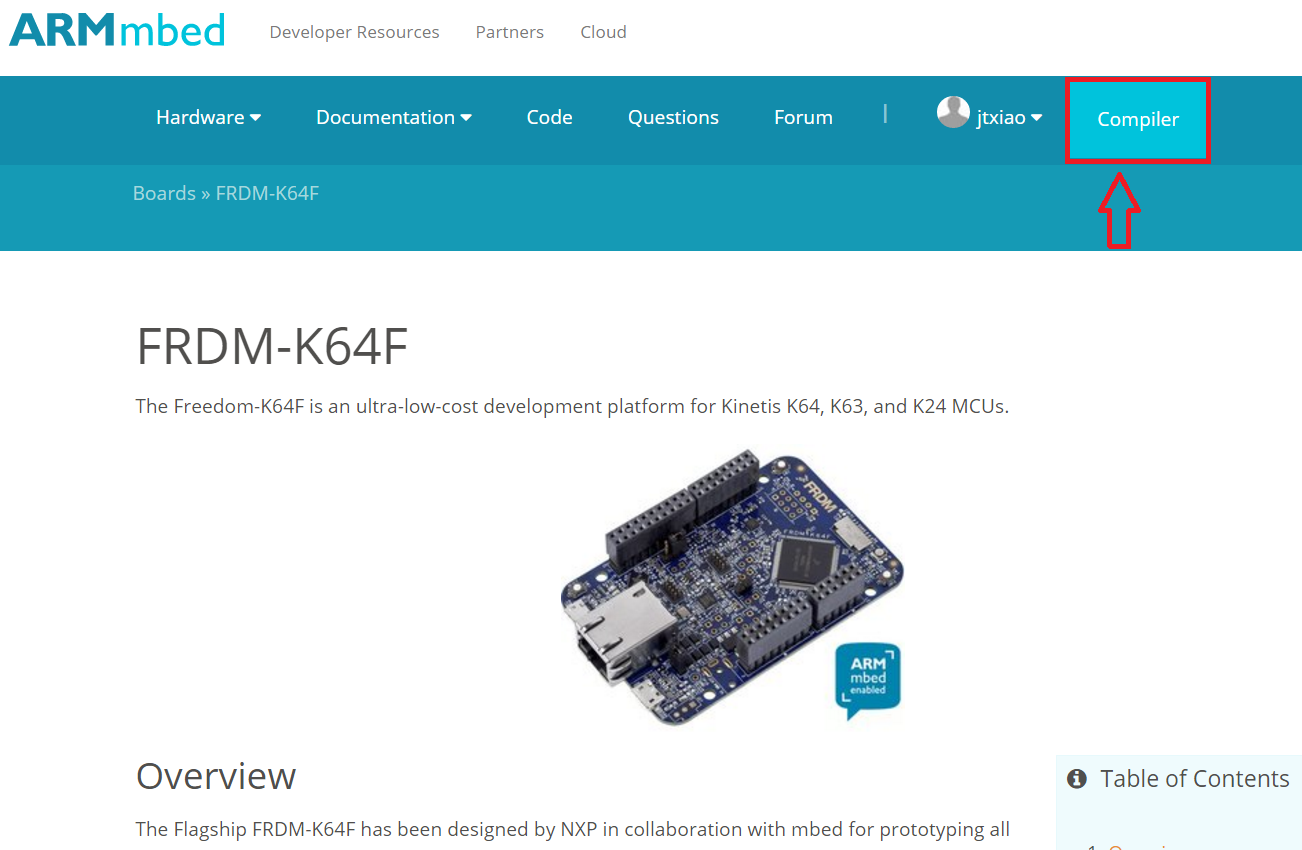 ARMmbed Developer Resources Partners Cloud
Hardware Documentation Code Questions Forum | jtxiao Compiler
Boards » FRDM-K64F
FRDM-K64F
The Freedom-K64F is an ultra-low-cost development platform for Kinetis K64, K63, and K24 MCUs.
FRDM
FRDM-K64F
ARM
mbed
enabled
Overview
Table of Contents
The Flagship FRDM-K64F has been designed by NXP in collaboration with mbed for prototyping all